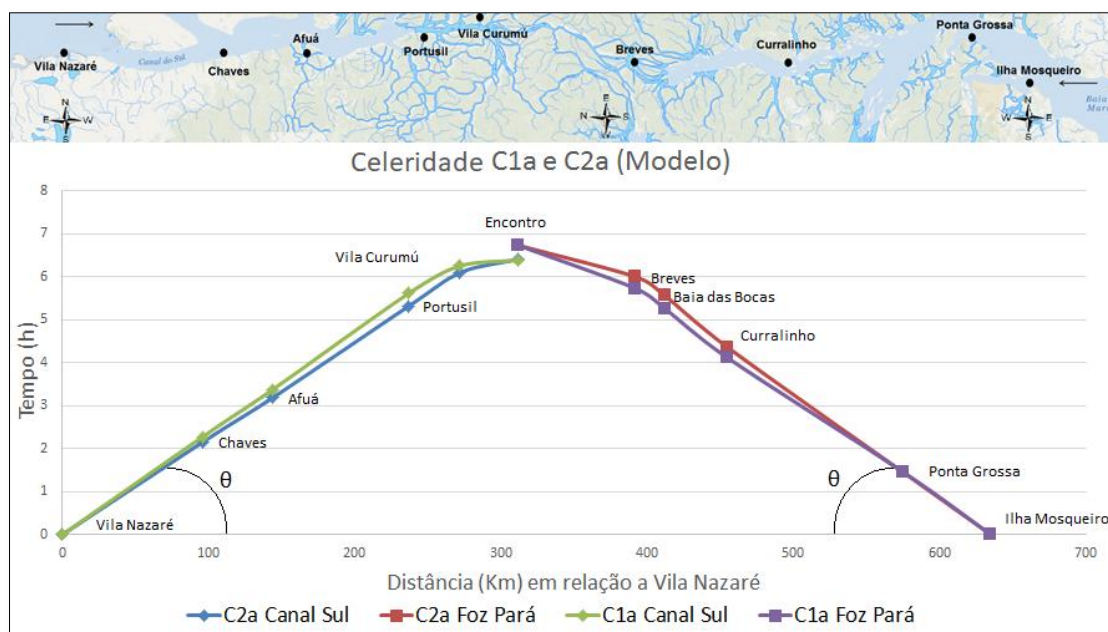 Vila Nazaré
Canal do Sul
Chaves
Afuá
Portusil
Vila Curumú
Breves
Curralinho
Ponta Grossa
Ilha Mosqueiro
N
E W
S
N E
W S
N
W E
S
Celeridade C1a e C2a (Modelo)
Tempo (h)
8
7
6
5
4
3
2
1
0
Encontro
Vila Curumú
Portusil
Afuá
Chaves
Vila Nazaré
θ
Breves
Baia das Bocas
Curralinho
Ponta Grossa
Ilha Mosqueiro
θ
0 100 200 300 400 500 600 700
Distância (Km) em relação a Vila Nazaré
C2a Canal Sul C2a Foz Pará C1a Canal Sul C1a Foz Pará